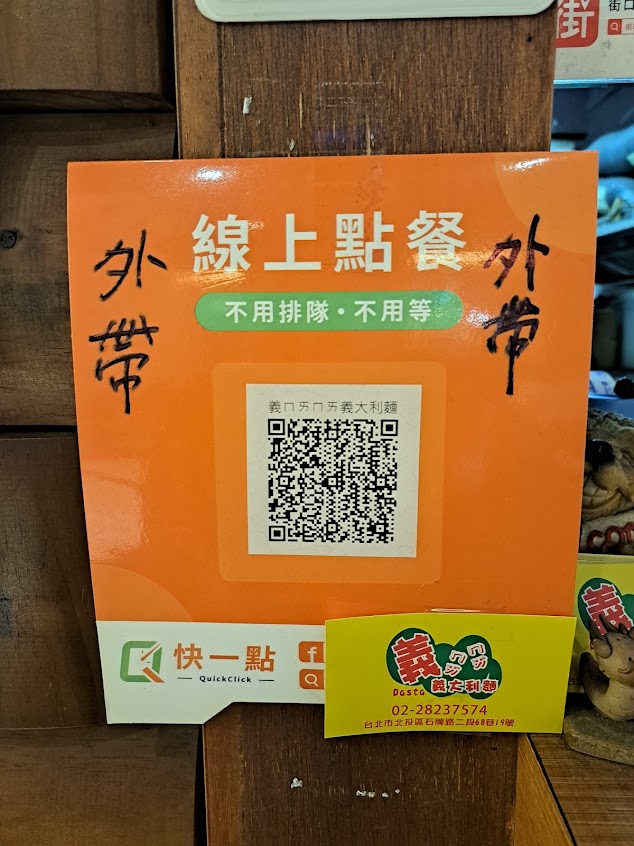 街口
線上點餐
外帶
外帶
不用排隊・不用等
義ㄇㄞㄇㄞ義大利麵
快一點
QuickClick
義ㄇㄞㄇㄞ
Pasta 義大利麵
02-28237574
台北市北投區石牌路二段68巷19號
義